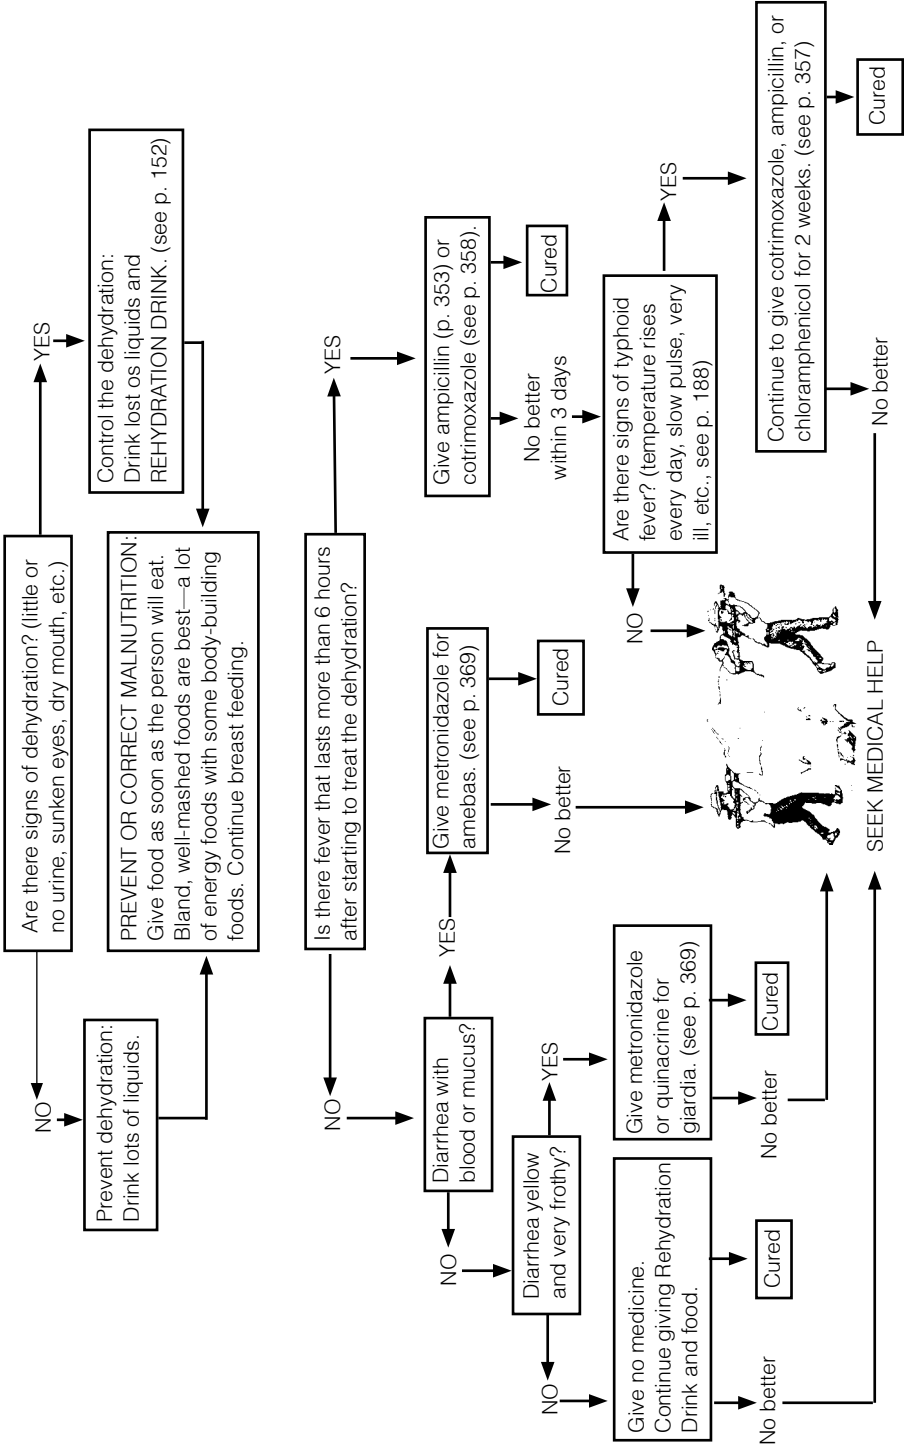 Are there signs of dehydration? (little or
no urine, sunken eyes, dry mouth, etc.)
NO
YES
Prevent dehydration:
Drink lots of liquids.
Control the dehydration:
Drink lost os liquids and
REHYDRATION DRINK. (see p. 152)
PREVENT OR CORRECT MALNUTRITION:
Give food as soon as the person will eat.
Bland, well-mashed foods are best—a lot
of energy foods with some body-building
foods. Continue breast feeding.
Is there fever that lasts more than 6 hours
after starting to treat the dehydration?
NO
YES
Diarrhea with
blood or mucus?
YES
Give metronidazole for
amebas. (see p. 369)
Give ampicillin (p. 353) or
cotrimoxazole (see p. 358).
NO
No better
Cured
No better
within 3 days
Cured
Diarrhea yellow
and very frothy?
YES
Are there signs of typhoid
fever? (temperature rises
every day, slow pulse, very
ill, etc., see p. 188)
NO
NO
YES
Give no medicine.
Continue giving Rehydration
Drink and food.
Give metronidazole
or quinacrine for
giardia. (see p. 369)
Continue to give cotrimoxazole, ampicillin, or
chloramphenicol for 2 weeks. (see p. 357)
No better
Cured
No better
Cured
No better
Cured
SEEK MEDICAL HELP